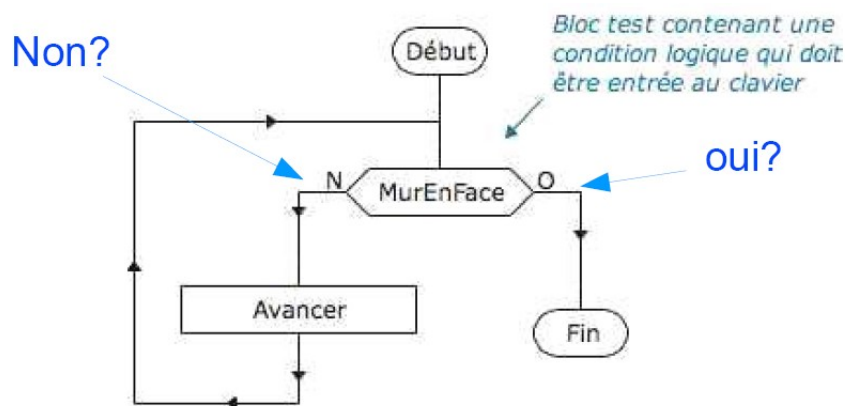 Non?
Début
Bloc test contenant une
condition logique qui doit
être entrée au clavier
oui?
N
MurEnFace
O
Avancer
Fin